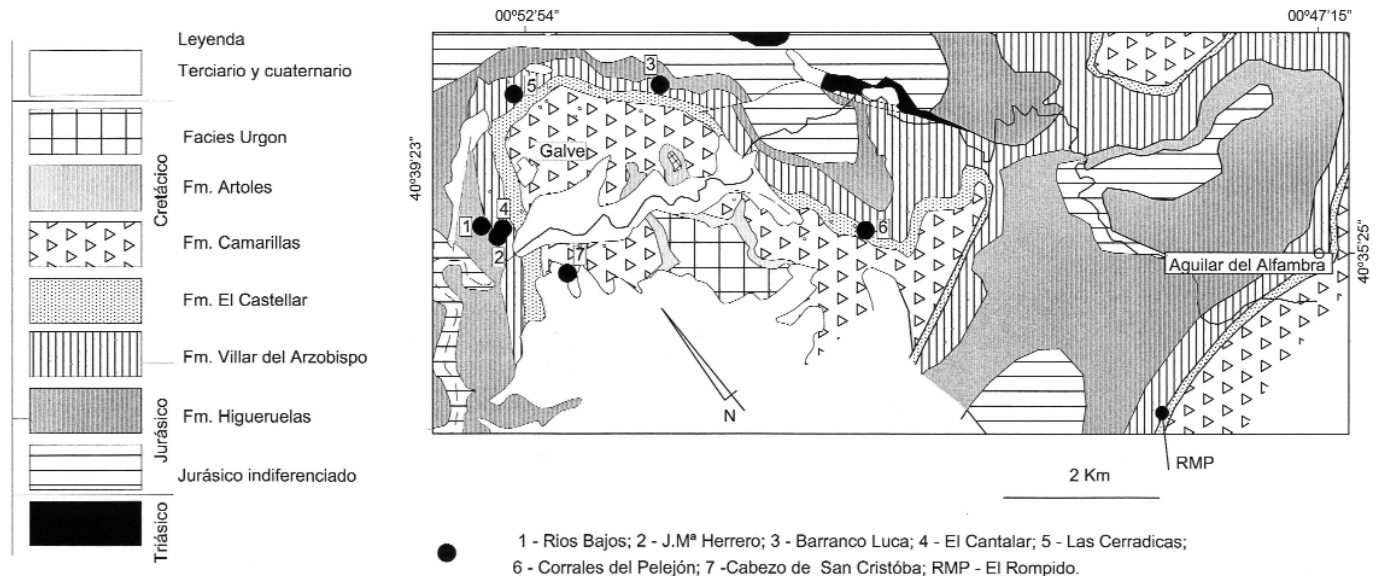 00º52'54"
00º47'15"
Leyenda
Terciario y cuaternario
Facies Urgon
Fm. Artoles
Fm. Camarillas
Fm. El Castellar
Fm. Villar del Arzobispo
Fm. Higueruelas
Jurásico indiferenciado
Cretácico
Jurásico
Triásico
40º39'23"
40º35'25"
3
5
Galve
4
1
2
6
7
Aguilar del Alfambra
N
RMP
2 Km
1 - Rios Bajos; 2 - J.Mª Herrero; 3 - Barranco Luca; 4 - El Cantalar; 5 - Las Cerradicas;
6 - Corrales del Pelejón; 7 -Cabezo de San Cristóba; RMP - El Rompido.